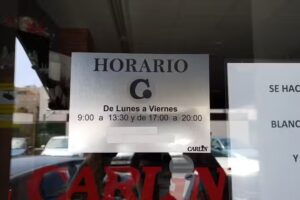 HORARIO
C
De Lunes a Viernes
9:00 a 13:30 y de 17:00 a 20:00
CARLIN
SE HAC
BLANC
Y
CARLIN